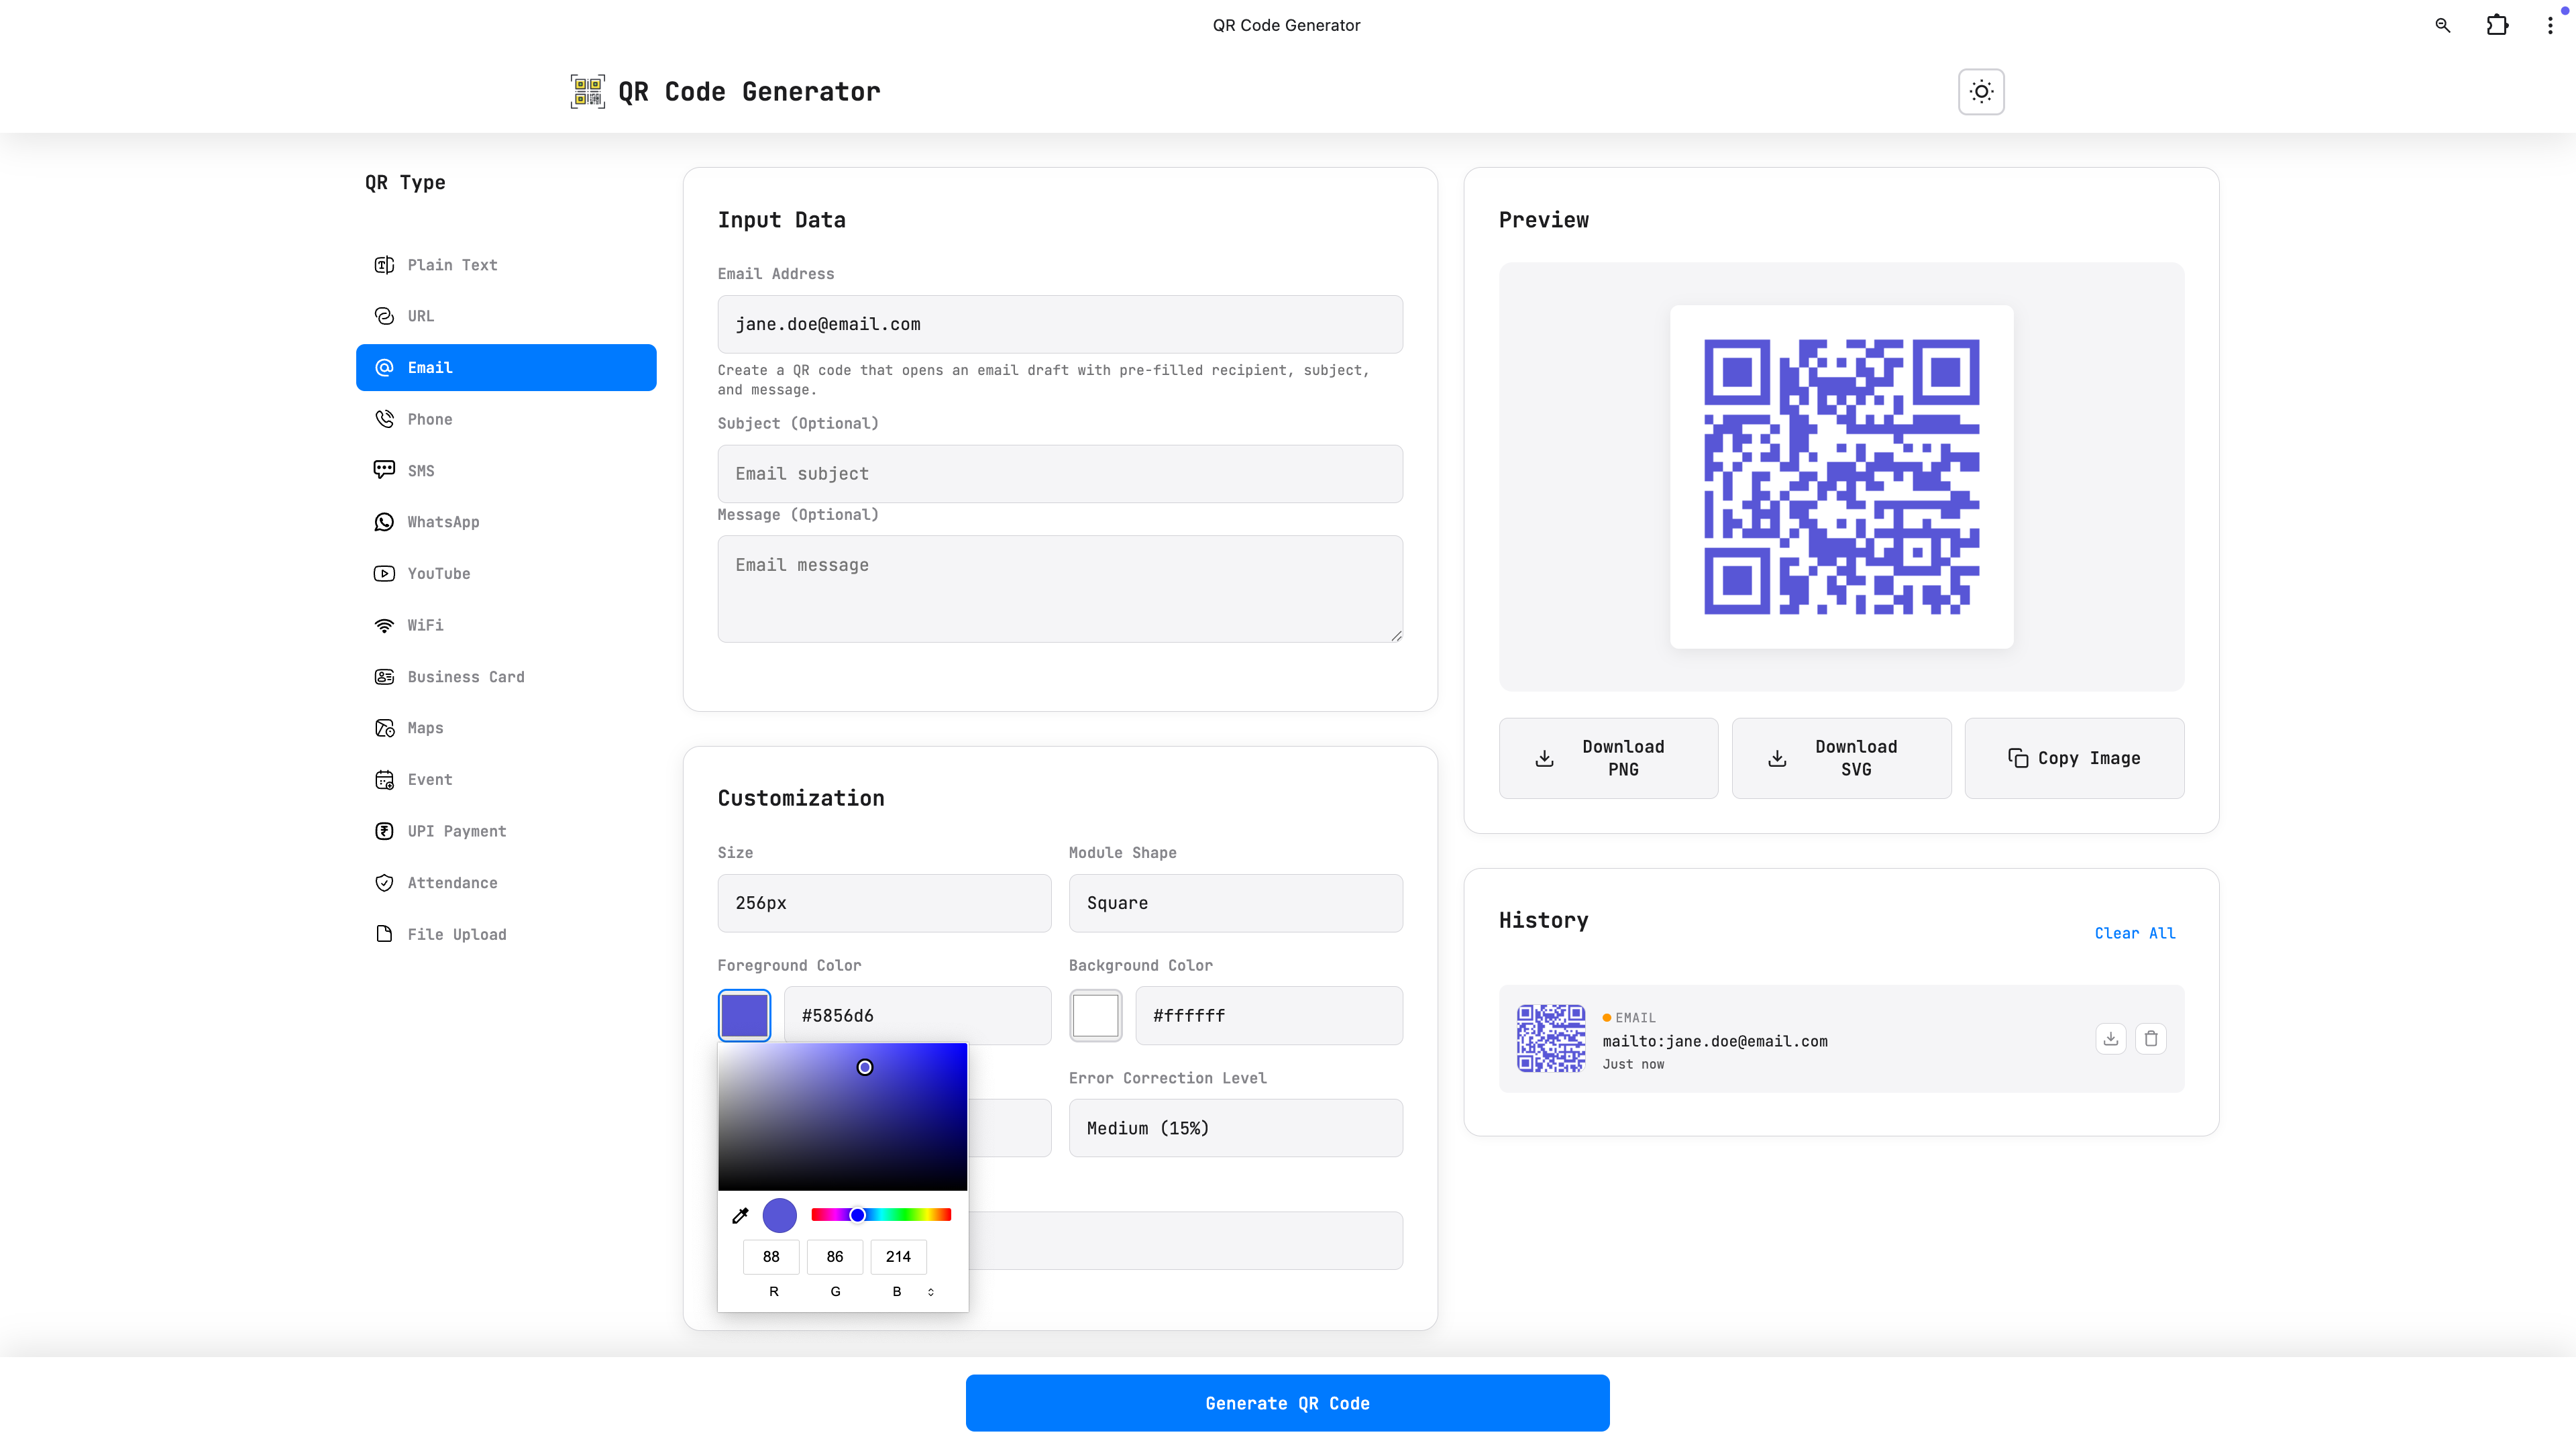 QR Code Generator
QR Code Generator
QR Type
Plain Text
URL
Email
Phone
SMS
WhatsApp
YouTube
WiFi
Business Card
Maps
Event
UPI Payment
Attendance
File Upload
Input Data
Email Address
jane.doe@email.com
Create a QR code that opens an email draft with pre-filled recipient, subject,
and message.
Subject (Optional)
Email subject
Message (Optional)
Email message
Customization
Size
Module Shape
256px
Square
Foreground Color
Background Color
#5856d6
#ffffff
Error Correction Level
Medium (15%)
88
86
214
R
G
B
Preview
Download
PNG
Download
SVG
Copy Image
History
Clear All
EMAIL
mailto:jane.doe@email.com
Just now
Generate QR Code